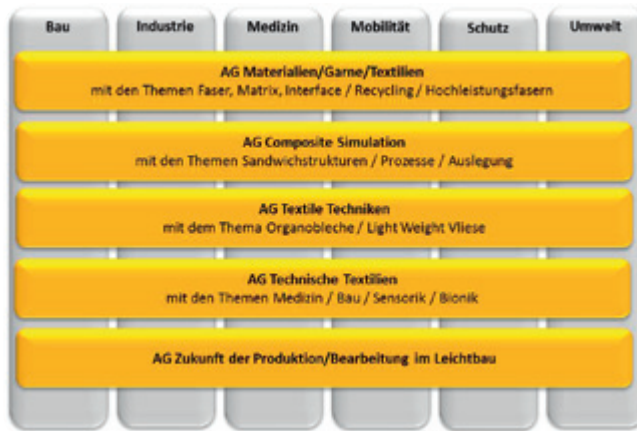 Bau Industrie Medizin Mobilität Schutz Umwelt
AG Materialien/Garne/Textilien
mit den Themen Faser, Matrix, Interface / Recycling / Hochleistungsfasern
AG Composite Simulation
mit den Themen Sandwichstrukturen / Prozesse / Auslegung
AG Textile Techniken
mit dem Thema Organobleche / Light Weight Vliese
AG Technische Textilien
mit den Themen Medizin / Bau / Sensorik / Bionik
AG Zukunft der Produktion/Bearbeitung im Leichtbau